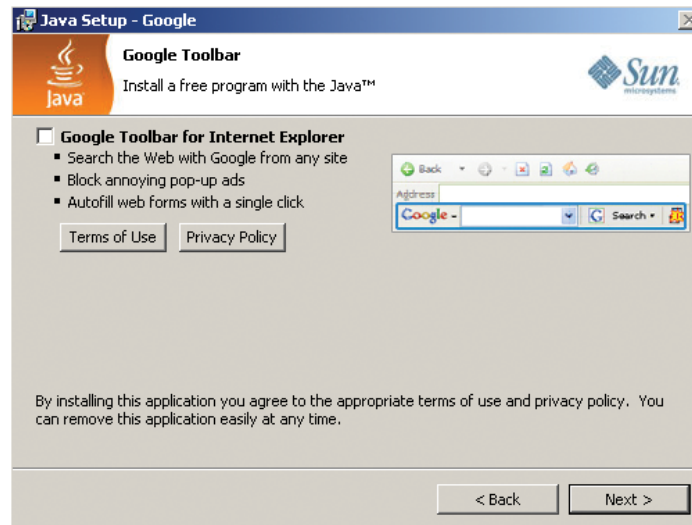 Java Setup - Google
Google Toolbar
Install a free program with the Java™
Java
Sun
microsystems
Google Toolbar for Internet Explorer
▪ Search the Web with Google from any site
▪ Block annoying pop-up ads
▪ Autofill web forms with a single click
Terms of Use
Privacy Policy
Back
Address
Google
Search
By installing this application you agree to the appropriate terms of use and privacy policy. You
can remove this application easily at any time.
< Back
Next >